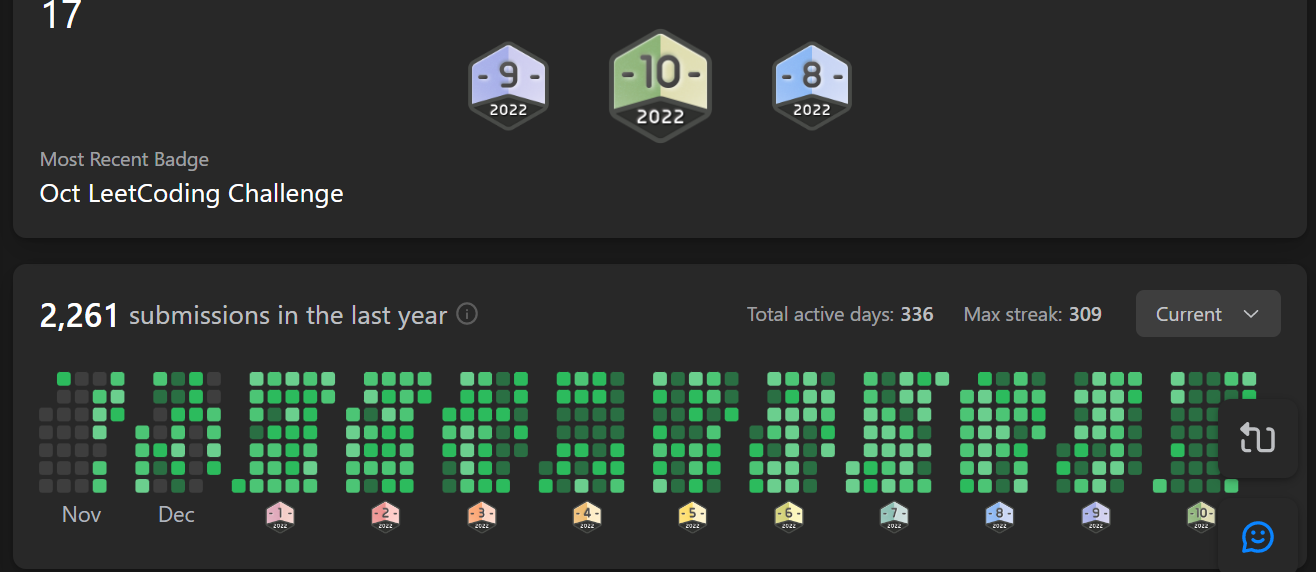 17
- 9 -
2022
-10-
2022
- 8 -
2022
Most Recent Badge
Oct LeetCoding Challenge
2,261 submissions in the last year
Total active days: 336
Max streak: 309
Current
Nov
Dec
- 1 -
2022
- 2 -
2022
- 3 -
2022
- 4 -
2022
- 5 -
2022
- 6 -
2022
- 7 -
2022
- 8 -
2022
- 9 -
2022
-10-
2022